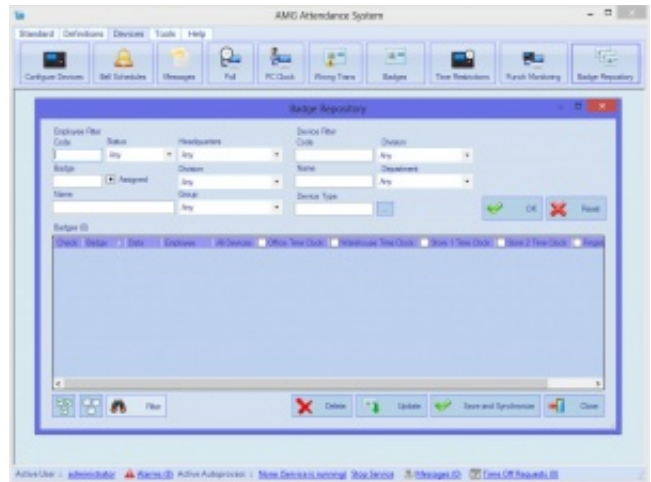 AMG Attendance System
Standard Definitions Devices Tools Help
Configure Devices Bell Schedules Messages Poll PC Clock Wrong Trans Badges Time Restrictions Punch Monitoring Badge Repository
Badge Repository
Employee Filter Device Filter
Code Status Headquarters Code Division
Any Any Any
Badge Division Name Department
Assigned Any Any
Name Group Device Type
Any ... OK Reset
Badges (0)
Check Badge Data Employee All Devices Office Time Clock Warehouse Time Clock Store 1 Time Clock Store 2 Time Clock
Filter Delete Update Save and Synchronize Close
Active User : administrator Alarms (0) Active Autoprocess : None (Service is running) Stop Service Messages (0) Time Off Requests (0)